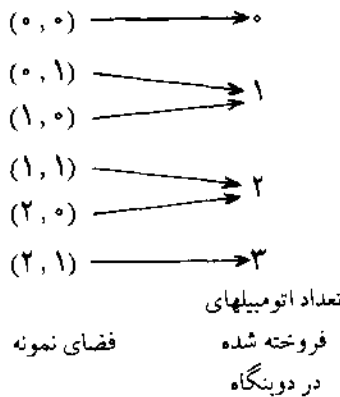 (۰, ۰) ۰
(۰, ۱)
۱
(۱, ۰)
(۱, ۱)
۲
(۲, ۰)
(۲, ۱) ۳
تعداد اتومبیلهای
فضای نمونه فروخته شده
در دوبنگاه